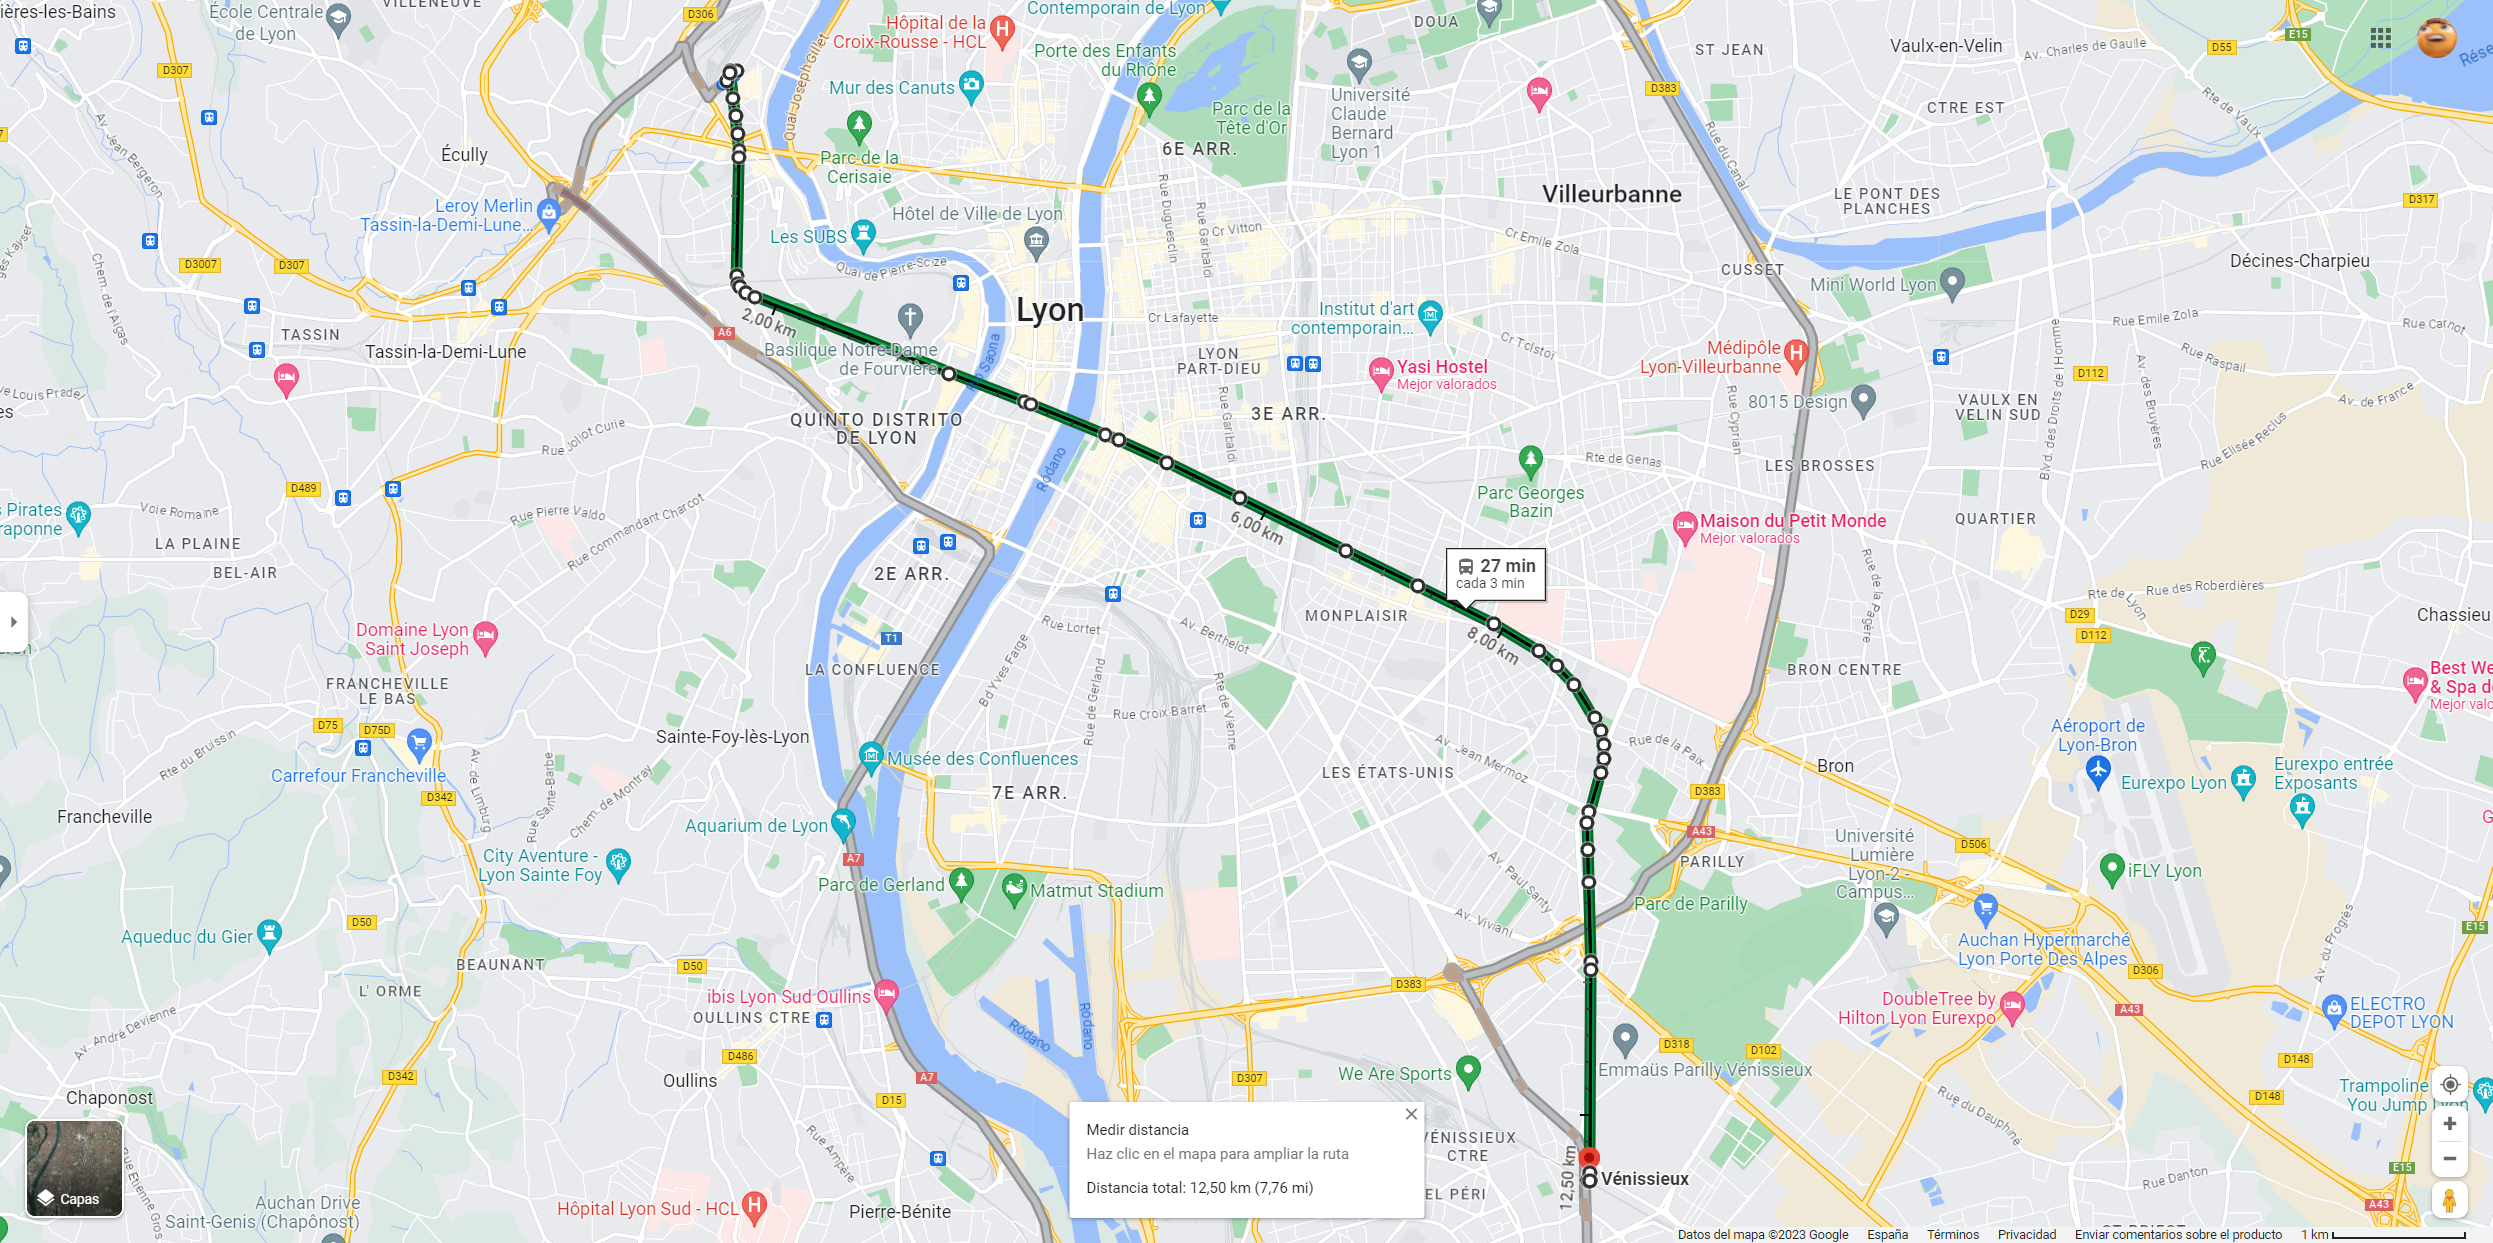 ières-les-Bains
École Centrale
de Lyon
VILLENEUVE
D306
Hôpital de la
Croix-Rousse - HCL
Contemporain de Lyon
Porte des Enfants
du Rhône
DOUA
ST JEAN
Vaulx-en-Velin
Av. Charles de Gaulle
D55
E15
D307
Quai Joseph Gillet
Mur des Canuts
Parc de la
Tête d'Or
Université
Claude
Bernard
Lyon 1
D383
CTRE EST
Rte de Vaulx
Av. Jean Bergeron
Écully
Parc de la
Cerisaie
6E ARR.
Rue du Canal
Villeurbanne
LE PONT DES
PLANCHES
D317
Leroy Merlin
Tassin-la-Demi-Lune...
Les SUBS
Hôtel de Ville de Lyon
Rue Duguesclin
Rue Garibaldi
Cr Vitton
Cr Emile Zola
D3007
D307
Chem. de l'Aigas
Quai de Pierre-Scize
CUSSET
Mini World Lyon
Décines-Charpieu
TASSIN
Tassin-la-Demi-Lune
2,00 km
A6
Lyon
Basilique Notre-Dame
de Fourvière
Cr Lafayette
LYON
PART-DIEU
Institut d'art
contemporain...
Cr Tolstoï
Médipôle
Lyon-Villeurbanne
Rue Emile Zola
Rue Carnot
Rue Raspail
Yasi Hostel
Mejor valorados
D112
Blvd. des Droits de l'Homme
Av. des Bruyères
Av. de France
Rue Elisée Reclus
8015 Design
VAULX EN
VELIN SUD
QUINTO DISTRITO
DE LYON
3E ARR.
Rue Garibaldi
Rue Cyprian
Rue Joliot Curie
Rte de Genas
LES BROSSES
D489
Ródano
Parc Georges
Bazin
Voie Romaine
Rue Pierre Valdo
Rue Commandant Charcot
6,00 km
Maison du Petit Monde
Mejor valorados
QUARTIER
LA PLAINE
BEL-AIR
2E ARR.
27 min
cada 3 min
Rue de la Pagère
Rte de Lyon
Rue des Roberdières
D29
D112
Chassieu
Domaine Lyon
Saint Joseph
T1
Rue Lortet
Av. Berthelot
MONPLAISIR
8,00 km
LA CONFLUENCE
BRON CENTRE
FRANCHEVILLE
LE BAS
Bd Yves Farge
Rue de Gerland
Rte de Vienne
Best We
& Spa d
Mejor valo
D75
D75D
Rue Croix-Barret
Aéroport de
Lyon-Bron
Rte du Bruissin
Sainte-Foy-lès-Lyon
Musée des Confluences
Av. Jean Mermoz
Rue de la Paix
Bron
Eurexpo Lyon
Eurexpo entrée
Exposants
Carrefour Francheville
Av. de Limburg
Rue Sainte-Barbe
Chem. de Montray
LES ÉTATS-UNIS
D342
7E ARR.
D383
Francheville
Aquarium de Lyon
A43
D506
Université
Lumière
Lyon-2 -
Campus...
City Aventure -
Lyon Sainte Foy
A7
PARILLY
iFLY Lyon
Parc de Gerland
Matmut Stadium
Av. Paul Santy
Av. Viviani
Parc de Parilly
D50
Aqueduc du Gier
Auchan Hypermarché
Lyon Porte Des Alpes
E15
Av. du Progrès
BEAUNANT
D50
D306
L' ORME
ibis Lyon Sud Oullins
OULLINS CTRE
D383
DoubleTree by
Hilton Lyon Eurexpo
A43
ELECTRO
DEPOT LYON
Av. André Devienne
Ródano
Ródano
D486
D318
D102
D148
Oullins
D342
A7
D307
We Are Sports
Emmaüs Parilly Vénissieux
Trampoline
You Jump Lyon
Chaponost
D15
D148
Rue du Dauphiné
Medir distancia
Haz clic en el mapa para ampliar la ruta
Distancia total: 12,50 km (7,76 mi)
VÉNISSIEUX
CTRE
12,50 km
Vénissieux
EL PÉRI
Rue Ampère
E15
Rue Danton
A43
Capas
Auchan Drive
Saint-Genis (Chapônost)
Hôpital Lyon Sud - HCL
Pierre-Bénite
Datos del mapa ©2023 Google España Términos Privacidad Enviar comentarios sobre el producto 1 km